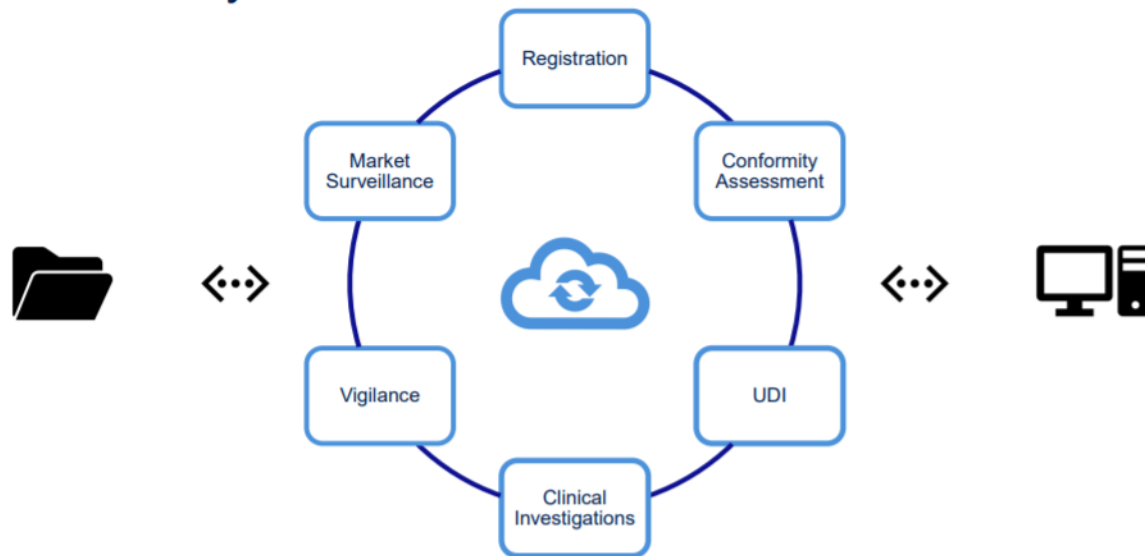 Registration
Market
Surveillance
Conformity
Assessment
Vigilance
UDI
Clinical
Investigations